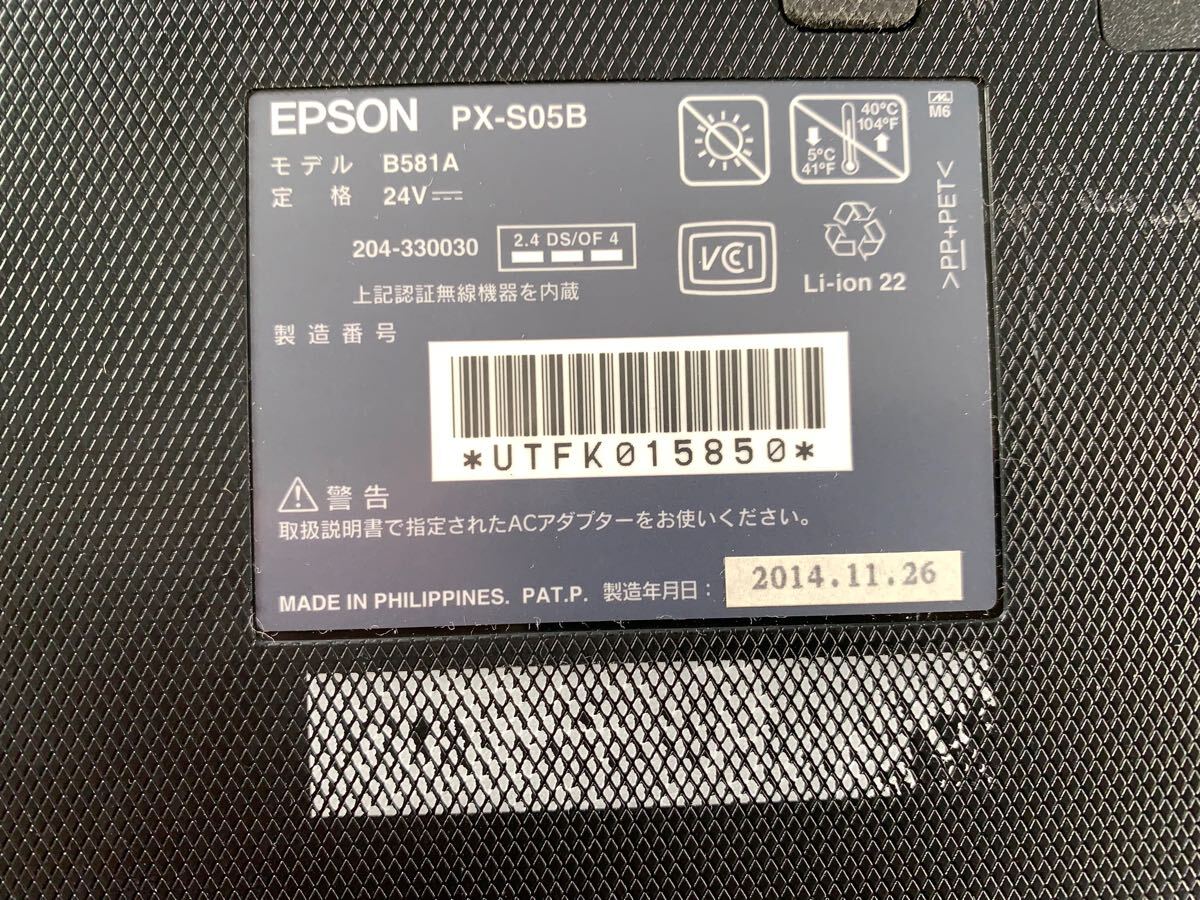 EPSON PX-S05B
モデル B581A
定格 24V
40°C
104°F
5°C
41°F
M6
>PP+PET<
204-330030 2.4 DS/OF 4
上記認証無線機器を内蔵
VCI
Li-ion 22
製造番号
*UTFK015850*
警告
取扱説明書で指定されたACアダプターをお使いください。
MADE IN PHILIPPINES. PAT.P. 製造年月日: 2014.11.26